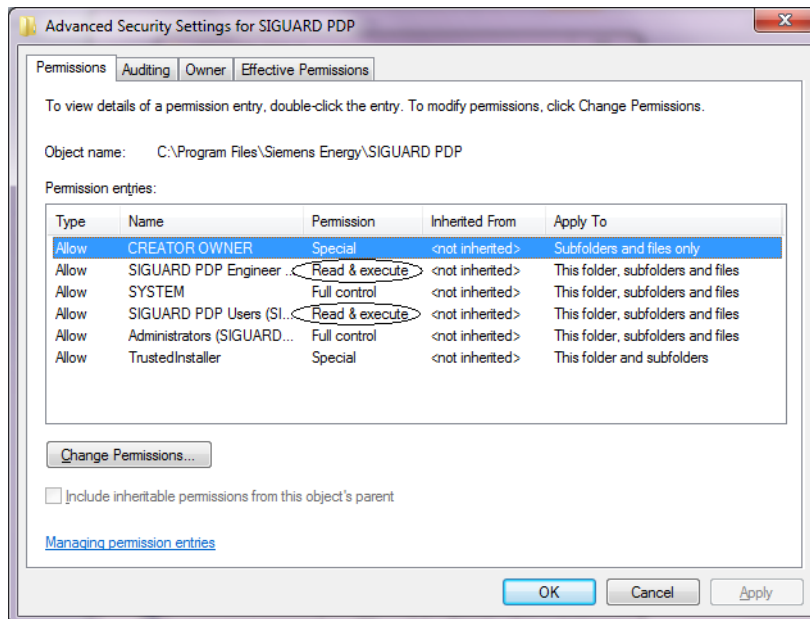 Advanced Security Settings for SIGUARD PDP
X
Permissions Auditing Owner Effective Permissions
To view details of a permission entry, double-click the entry. To modify permissions, click Change Permissions.
Object name: C:\Program Files\Siemens Energy\SIGUARD PDP
Permission entries:
Type Name Permission Inherited From Apply To
Allow CREATOR OWNER Special <not inherited> Subfolders and files only
Allow SIGUARD PDP Engineer ... Read & execute <not inherited> This folder, subfolders and files
Allow SYSTEM Full control <not inherited> This folder, subfolders and files
Allow SIGUARD PDP Users (SI... Read & execute <not inherited> This folder, subfolders and files
Allow Administrators (SIGUARD... Full control <not inherited> This folder, subfolders and files
Allow TrustedInstaller Special <not inherited> This folder and subfolders
Change Permissions...
Include inheritable permissions from this object's parent
Managing permission entries
OK Cancel Apply